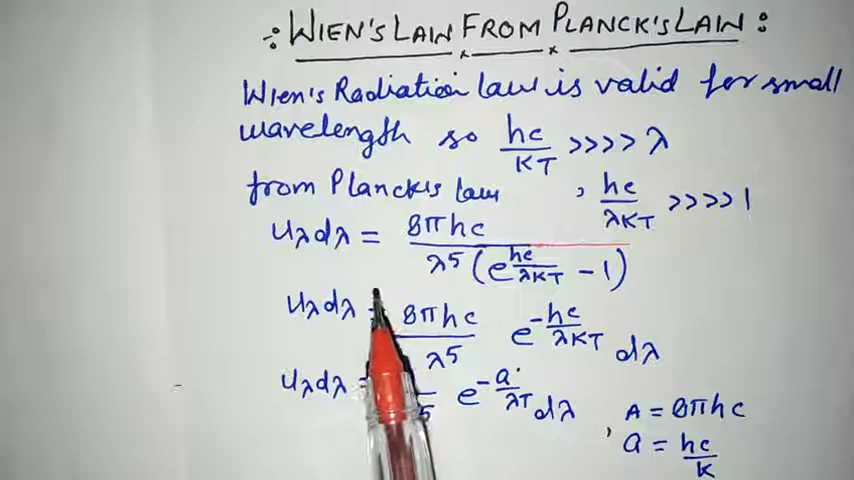 :WIEN'S LAW FROM PLANCK'S LAW:
Wien's Radiation law is valid for small
wavelength so hc/KT >>>> λ
from Planck's law , hc/λKT >>>> 1
uλdλ = 8πhc / λ⁵(e^(hc/λKT) - 1)
uλdλ = 8πhc/λ⁵ e^(-hc/λKT) dλ
uλdλ = /5 e^(-a/λT) dλ
, A = 8πhc
a = hc/K